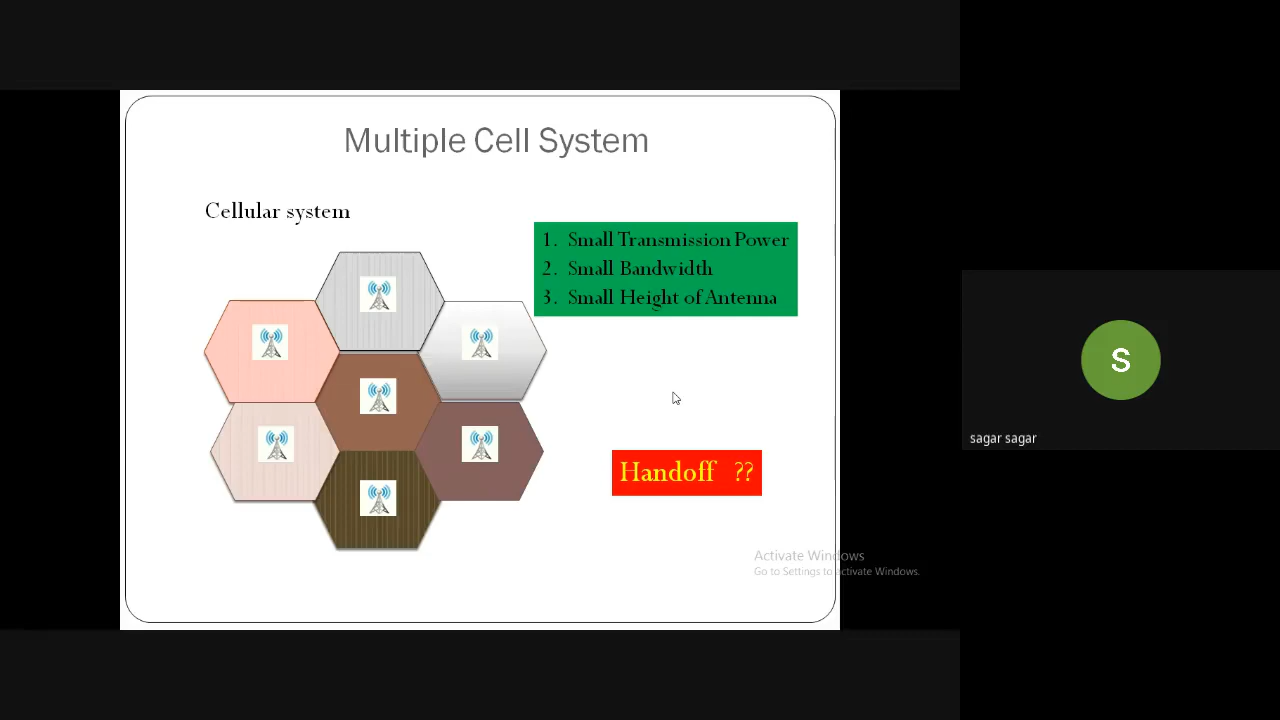 Multiple Cell System
Cellular system
1. Small Transmission Power
2. Small Bandwidth
3. Small Height of Antenna
Handoff ??
Activate Windows
Go to Settings to activate Windows.
S
sagar sagar